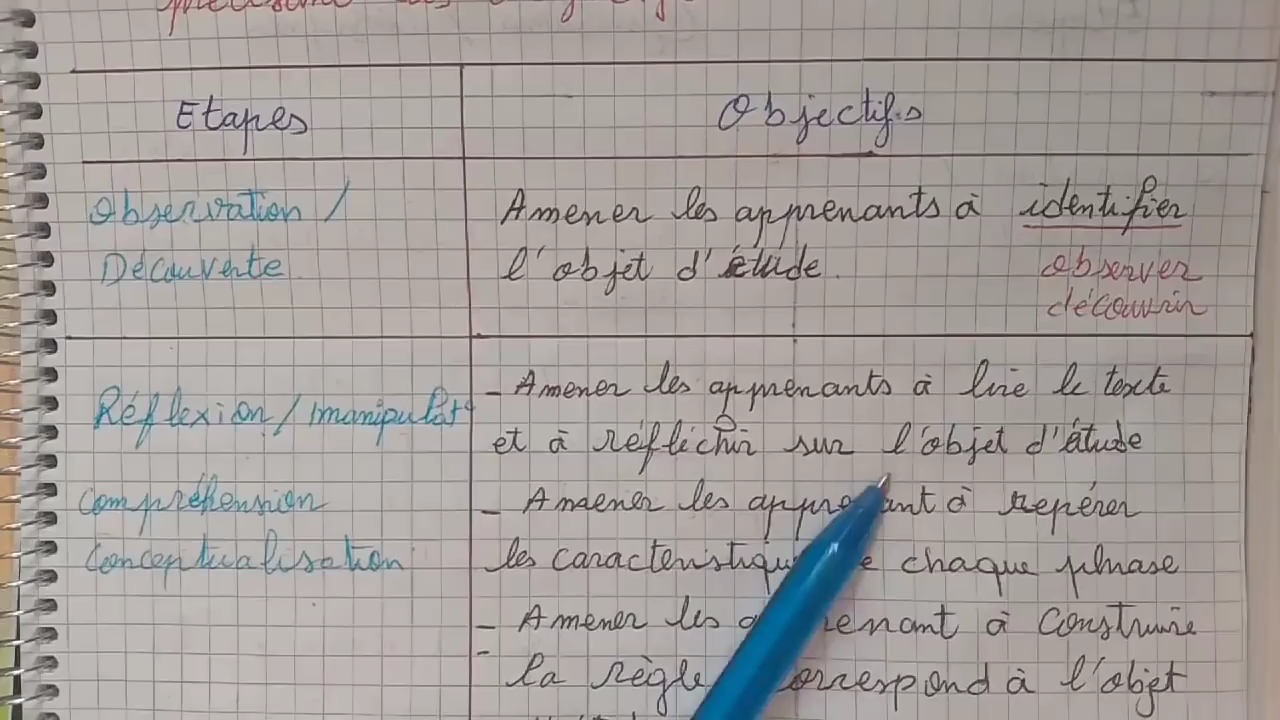 Etapes
Objectifs
Observation /
Découverte
Amener les apprenants à identifier
l'objet d'étude.
observer
découvrir
Réflexion / manipulat°
Compréhension
Conceptualisation
- Amener les apprenants à lire le texte
et à réfléchir sur l'objet d'étude
- Amener les apprenant à repérer
les caractéristiques chaque phrase
- Amener les apprenant à construire
la règle correspond à l'objet